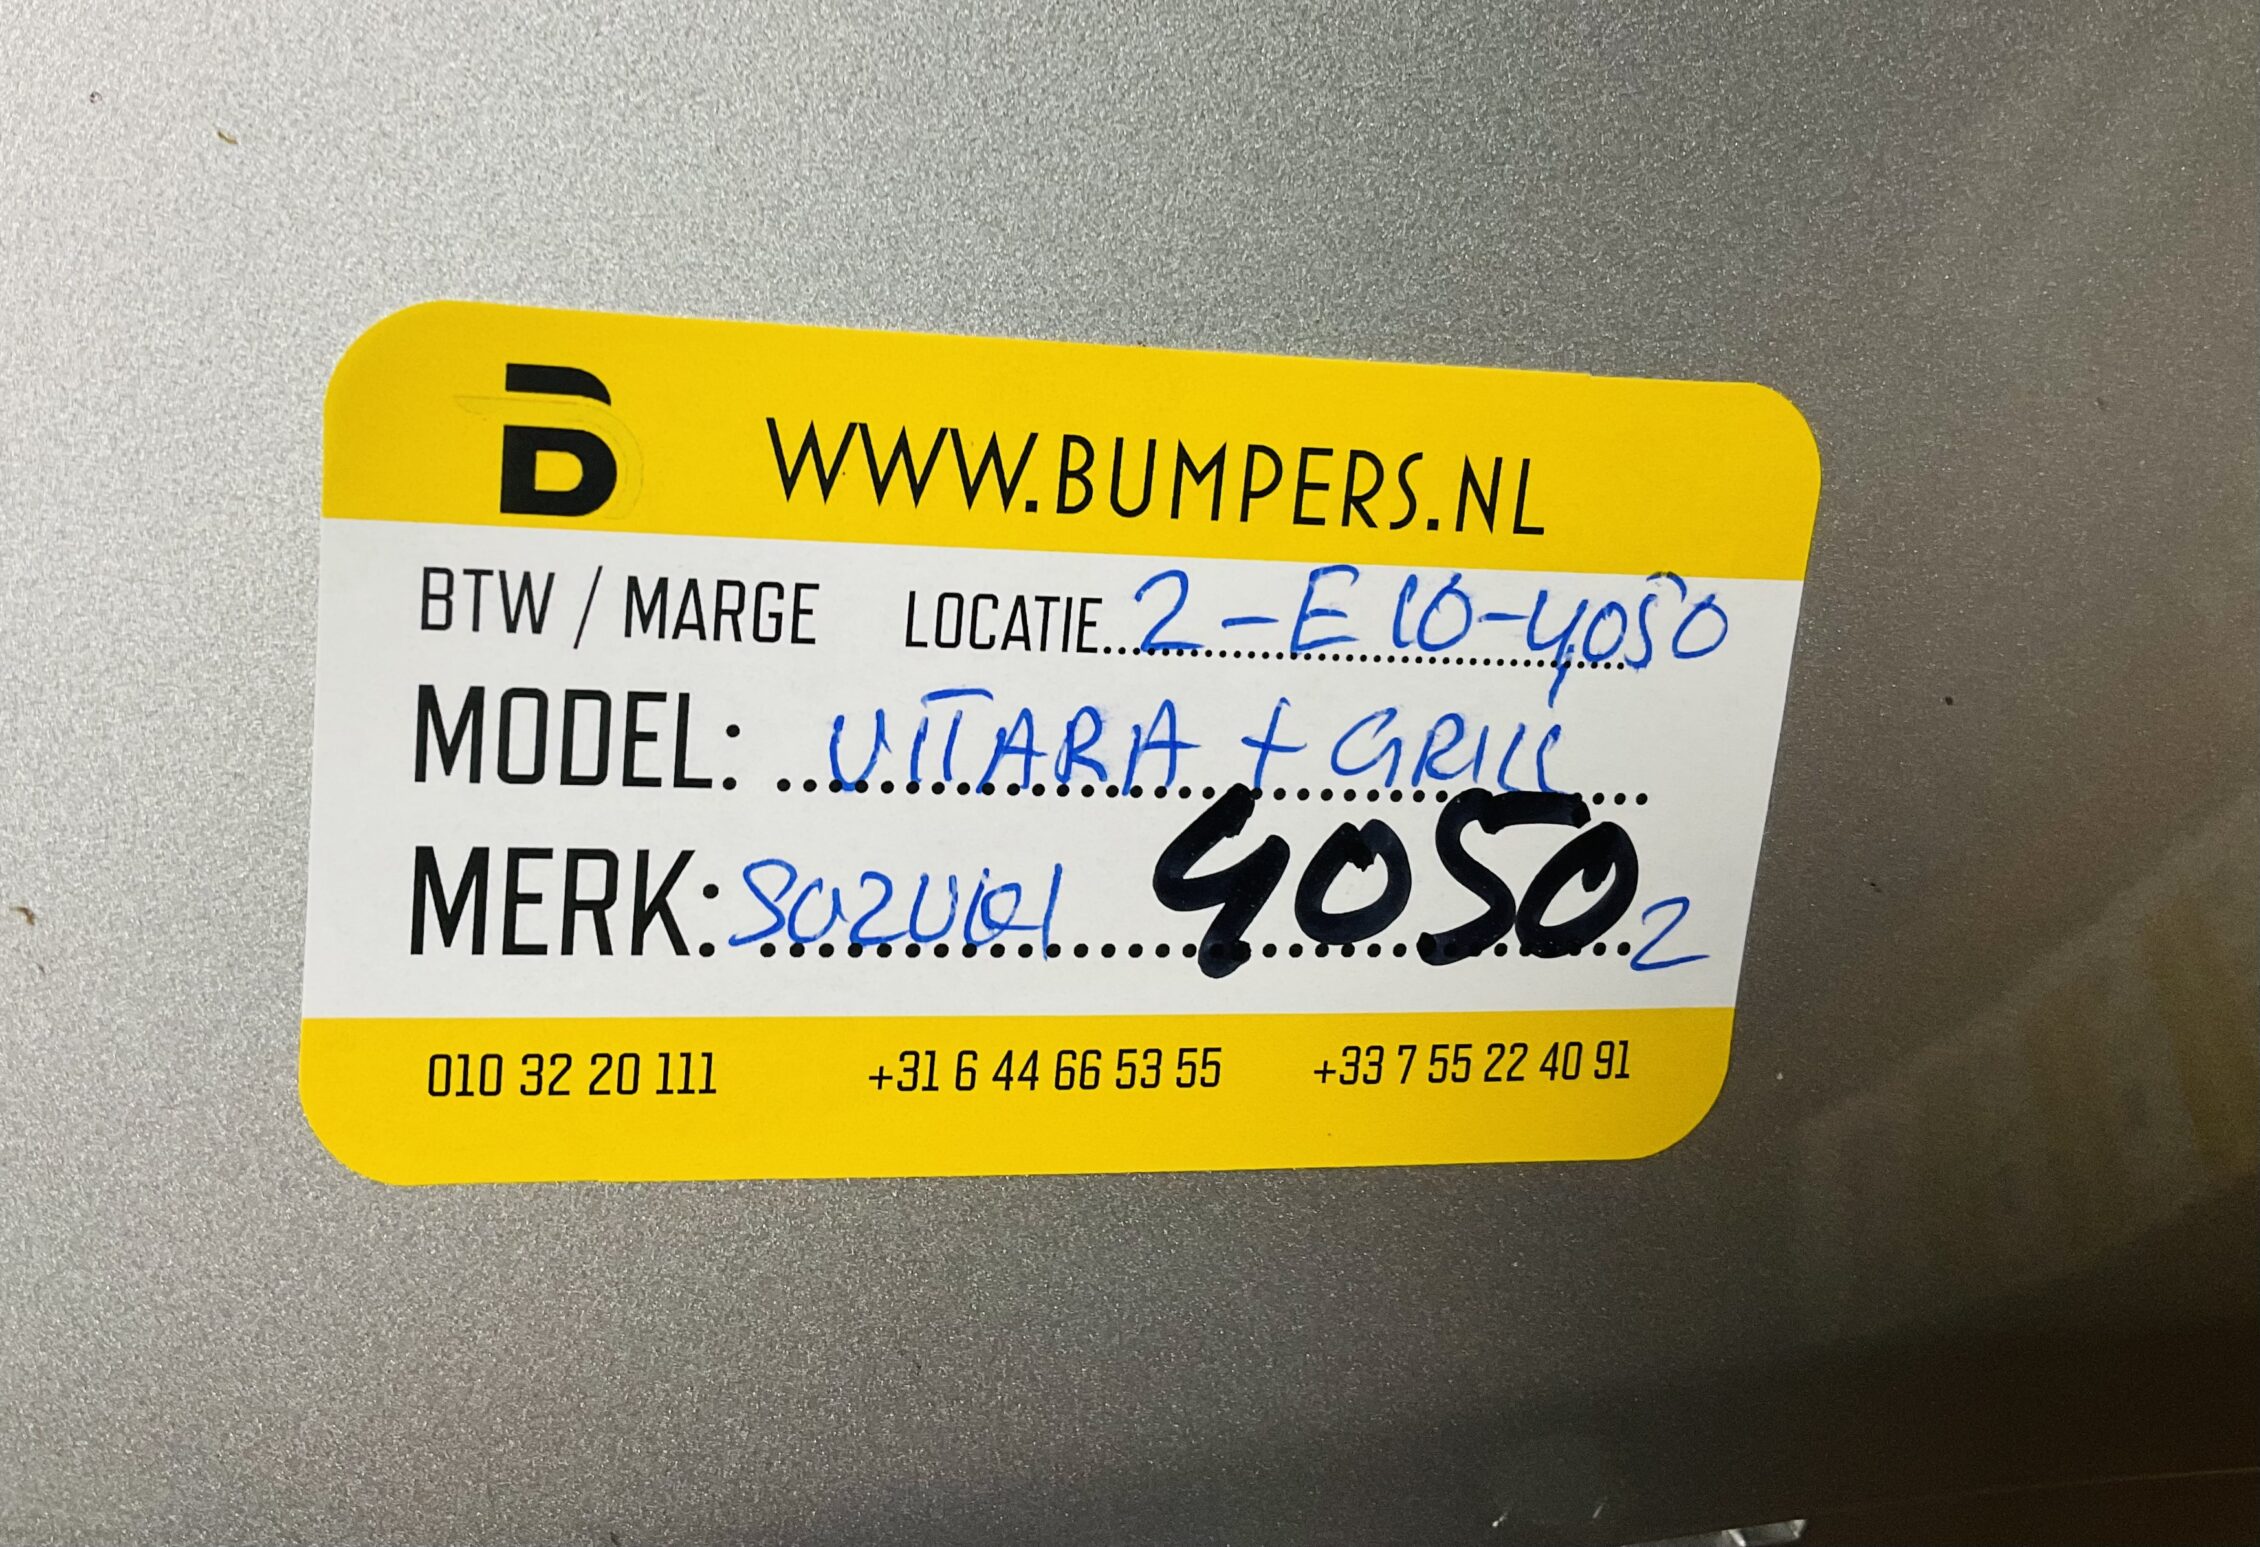 B WWW.BUMPERS.NL
BTW / MARGE LOCATIE 2-E10-4050
MODEL: VITARA + GRILL
MERK: SUZUKI 4050 2
010 32 20 111 +31 6 44 66 53 55 +33 7 55 22 40 91